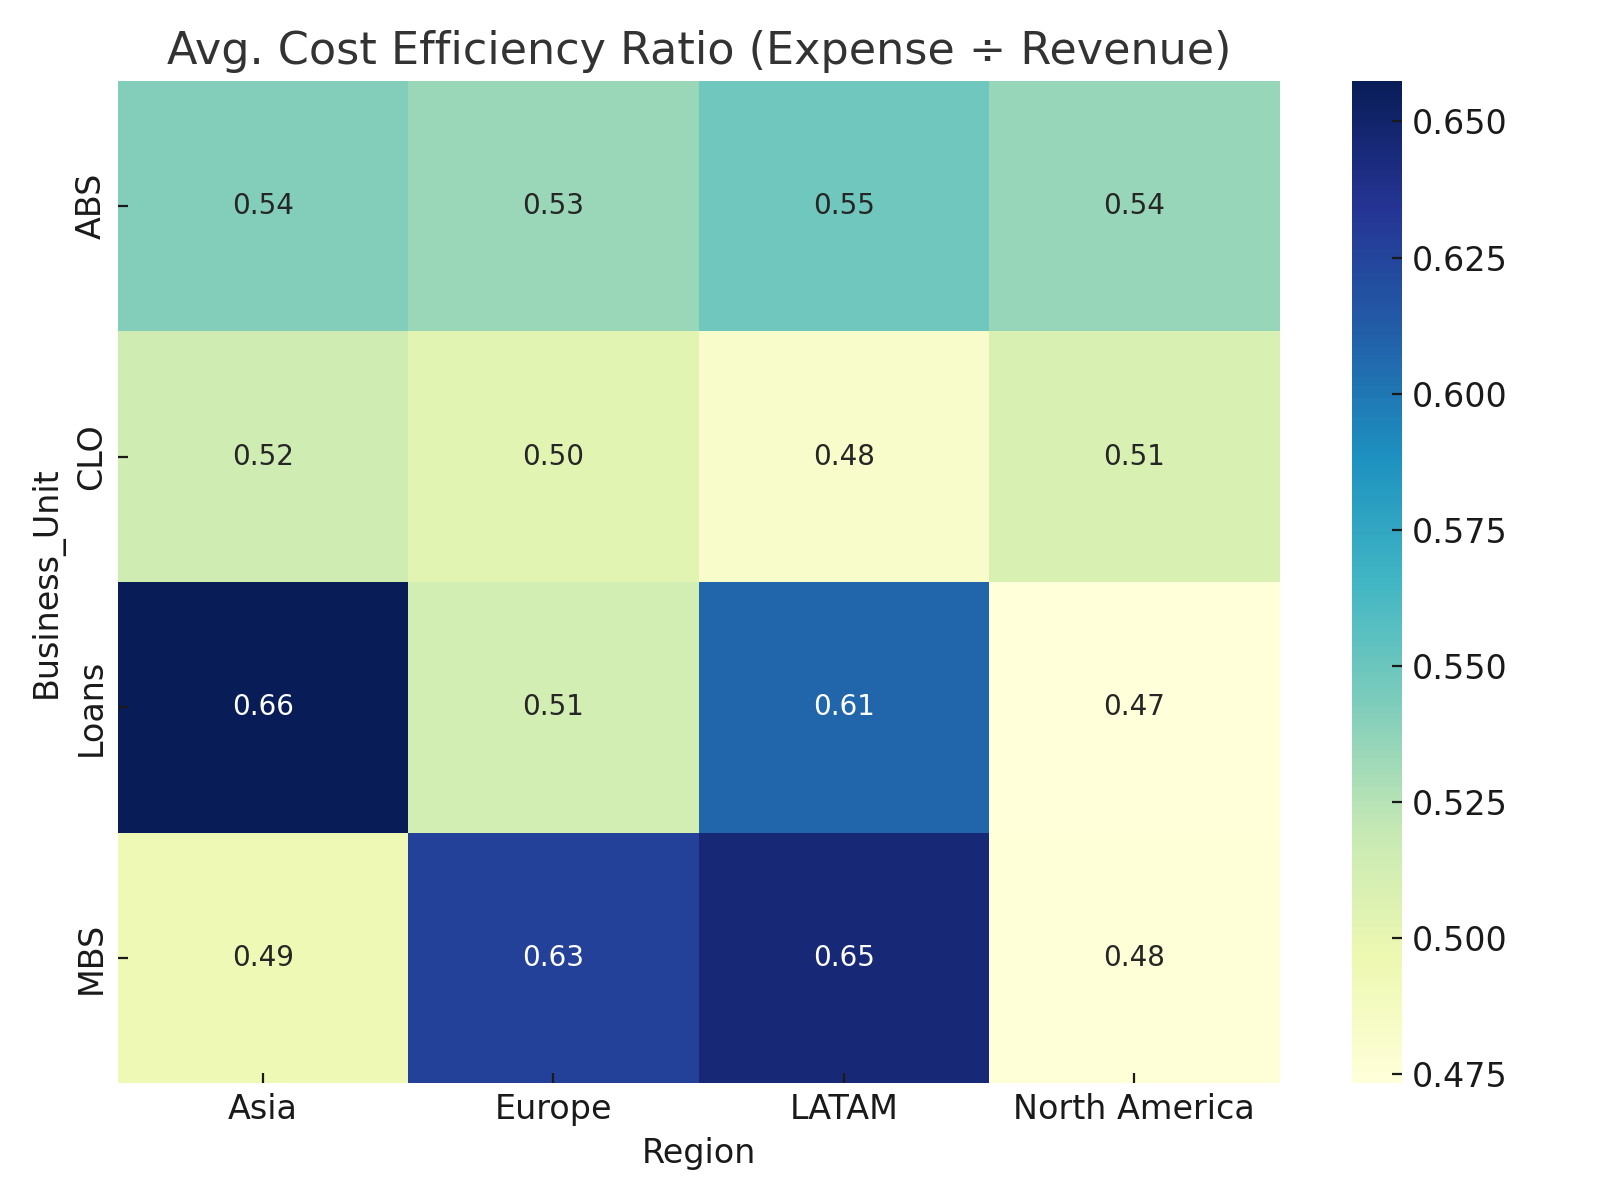 Avg. Cost Efficiency Ratio (Expense ÷ Revenue)
Business_Unit
ABS 0.54 0.53 0.55 0.54
CLO 0.52 0.50 0.48 0.51
Loans 0.66 0.51 0.61 0.47
MBS 0.49 0.63 0.65 0.48
Asia Europe LATAM North America
Region
0.650
0.625
0.600
0.575
0.550
0.525
0.500
0.475